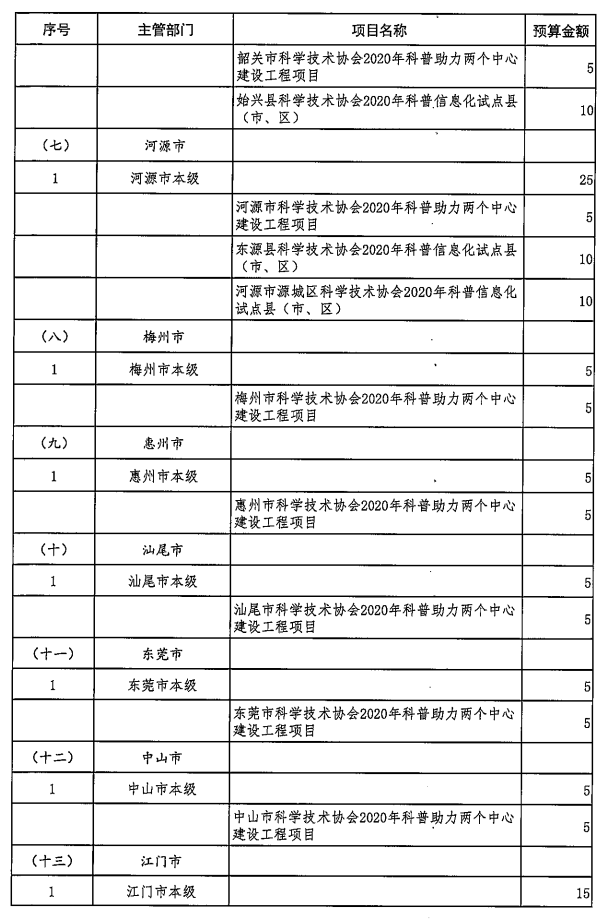 序号 主管部门 项目名称 预算金额
韶关市科学技术协会2020年科普助力两个中心
建设工程项目 5
始兴县科学技术协会2020年科普信息化试点县
（市、区） 10
（七） 河源市
1 河源市本级 25
河源市科学技术协会2020年科普助力两个中心
建设工程项目 5
东源县科学技术协会2020年科普信息化试点县
（市、区） 10
河源市源城区科学技术协会2020年科普信息化
试点县（市、区） 10
（八） 梅州市
1 梅州市本级 5
梅州市科学技术协会2020年科普助力两个中心
建设工程项目 5
（九） 惠州市
1 惠州市本级 5
惠州市科学技术协会2020年科普助力两个中心
建设工程项目 5
（十） 汕尾市
1 汕尾市本级 5
汕尾市科学技术协会2020年科普助力两个中心
建设工程项目 5
（十一） 东莞市
1 东莞市本级 5
东莞市科学技术协会2020年科普助力两个中心
建设工程项目 5
（十二） 中山市
1 中山市本级 5
中山市科学技术协会2020年科普助力两个中心
建设工程项目 5
（十三） 江门市
1 江门市本级 15